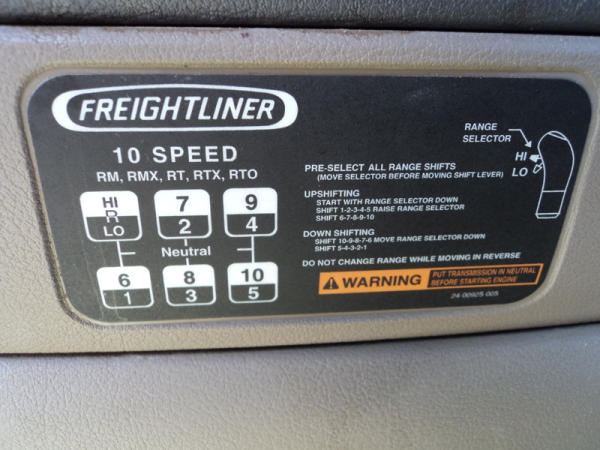 FREIGHTLINER
10 SPEED
RM, RMX, RT, RTX, RTO
HI
R
LO
7
2
9
4
Neutral
6
1
8
3
10
5
RANGE
SELECTOR
HI
LO
PRE-SELECT ALL RANGE SHIFTS
(MOVE SELECTOR BEFORE MOVING SHIFT LEVER)
UPSHIFTING
START WITH RANGE SELECTOR DOWN
SHIFT 1-2-3-4-5 RAISE RANGE SELECTOR
SHIFT 6-7-8-9-10
DOWN SHIFTING
SHIFT 10-9-8-7-6 MOVE RANGE SELECTOR DOWN
SHIFT 5-4-3-2-1
DO NOT CHANGE RANGE WHILE MOVING IN REVERSE
WARNING
PUT TRANSMISSION IN NEUTRAL
BEFORE STARTING ENGINE
24-00925-005